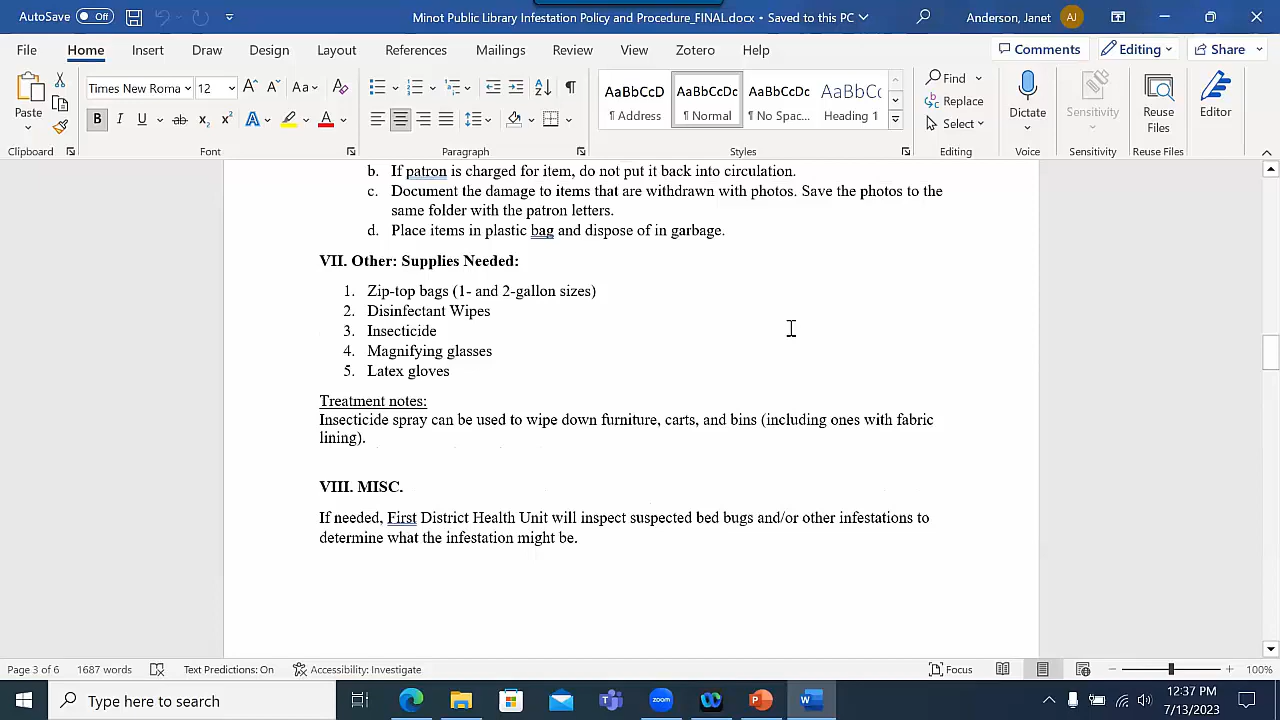 AutoSave Off Minot Public Library Infestation Policy and Procedure_FINAL.docx • Saved to this PC Anderson, Janet AJ
File Home Insert Draw Design Layout References Mailings Review View Zotero Help Comments Editing Share
Times New Roma 12 Find
Paste Replace Dictate Sensitivity Reuse Files Editor
AaBbCcD AaBbCcDc AaBbCcDc AaBbCc
¶ Address ¶ Normal ¶ No Spac... Heading 1 Select
Clipboard Font Paragraph Styles Editing Voice Sensitivity Reuse Files Editor
b. If patron is charged for item, do not put it back into circulation.
c. Document the damage to items that are withdrawn with photos. Save the photos to the
same folder with the patron letters.
d. Place items in plastic bag and dispose of in garbage.
VII. Other: Supplies Needed:
1. Zip-top bags (1- and 2-gallon sizes)
2. Disinfectant Wipes
3. Insecticide
4. Magnifying glasses
5. Latex gloves
Treatment notes:
Insecticide spray can be used to wipe down furniture, carts, and bins (including ones with fabric
lining).
VIII. MISC.
If needed, First District Health Unit will inspect suspected bed bugs and/or other infestations to
determine what the infestation might be.
Page 3 of 6 1687 words Text Predictions: On Accessibility: Investigate Focus 100%
Type here to search zoom 12:37 PM
7/13/2023